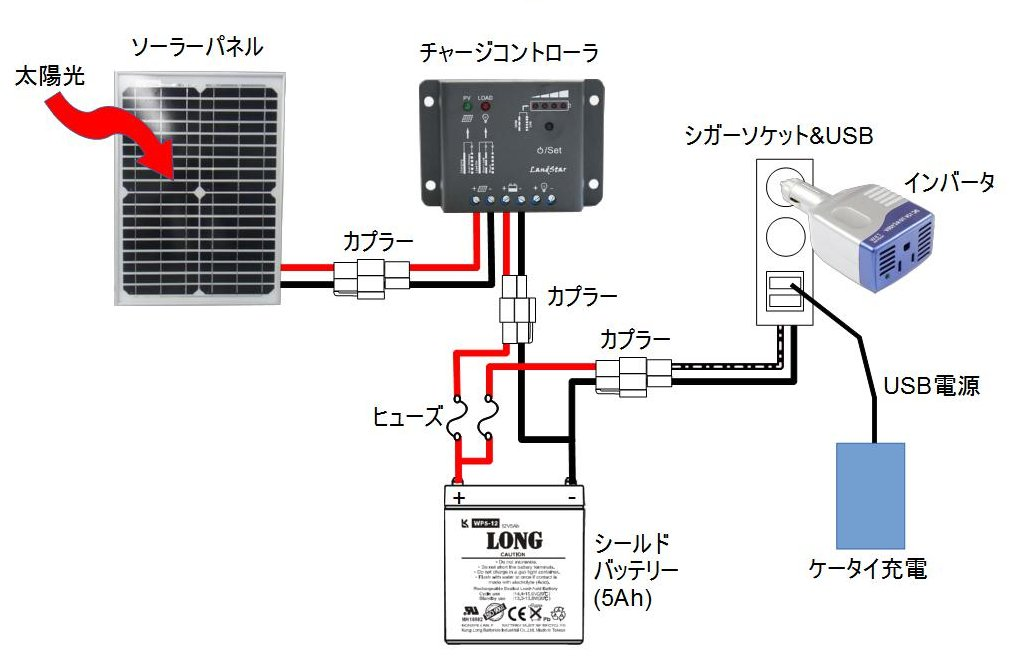 ソーラーパネル
チャージコントローラ
太陽光
PV LOAD
⏻/Set
LandStar
+ - + - + -
シガーソケット&USB
インバータ
カプラー
カプラー
カプラー
ヒューズ
USB電源
+ -
WP5-12 12V5Ah
LONG
CAUTION
シールド
バッテリー
(5Ah)
ケータイ充電